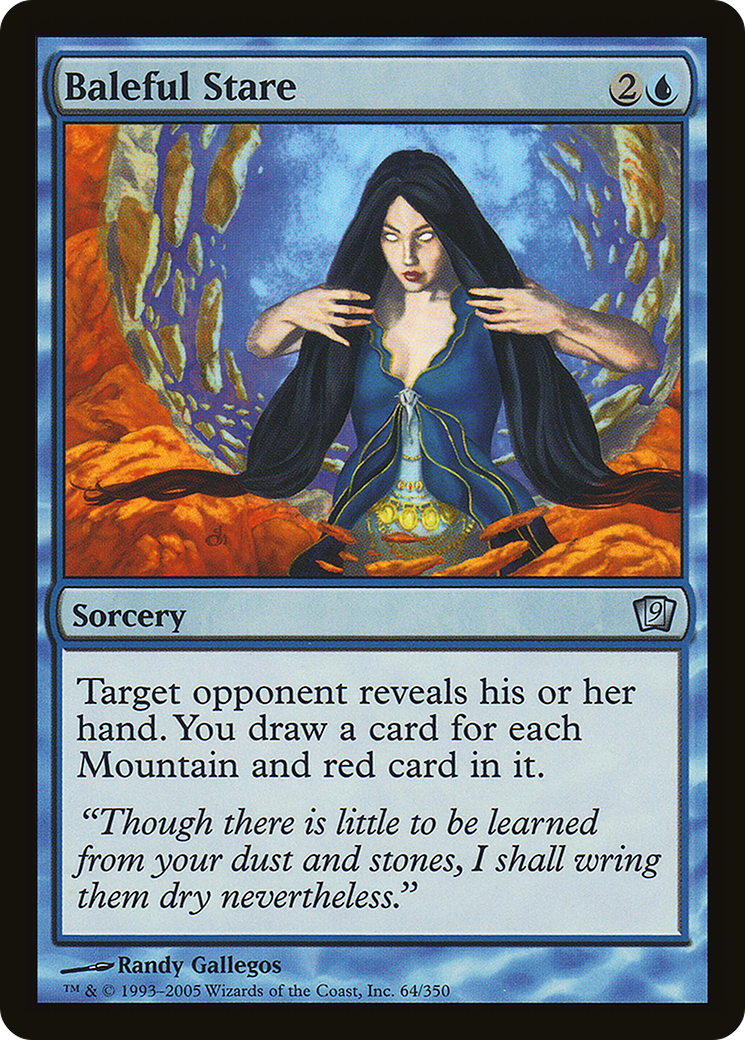 Baleful Stare
2
Sorcery
9
Target opponent reveals his or her
hand. You draw a card for each
Mountain and red card in it.
“Though there is little to be learned
from your dust and stones, I shall wring
them dry nevertheless.”
Randy Gallegos
™ & © 1993–2005 Wizards of the Coast, Inc. 64/350